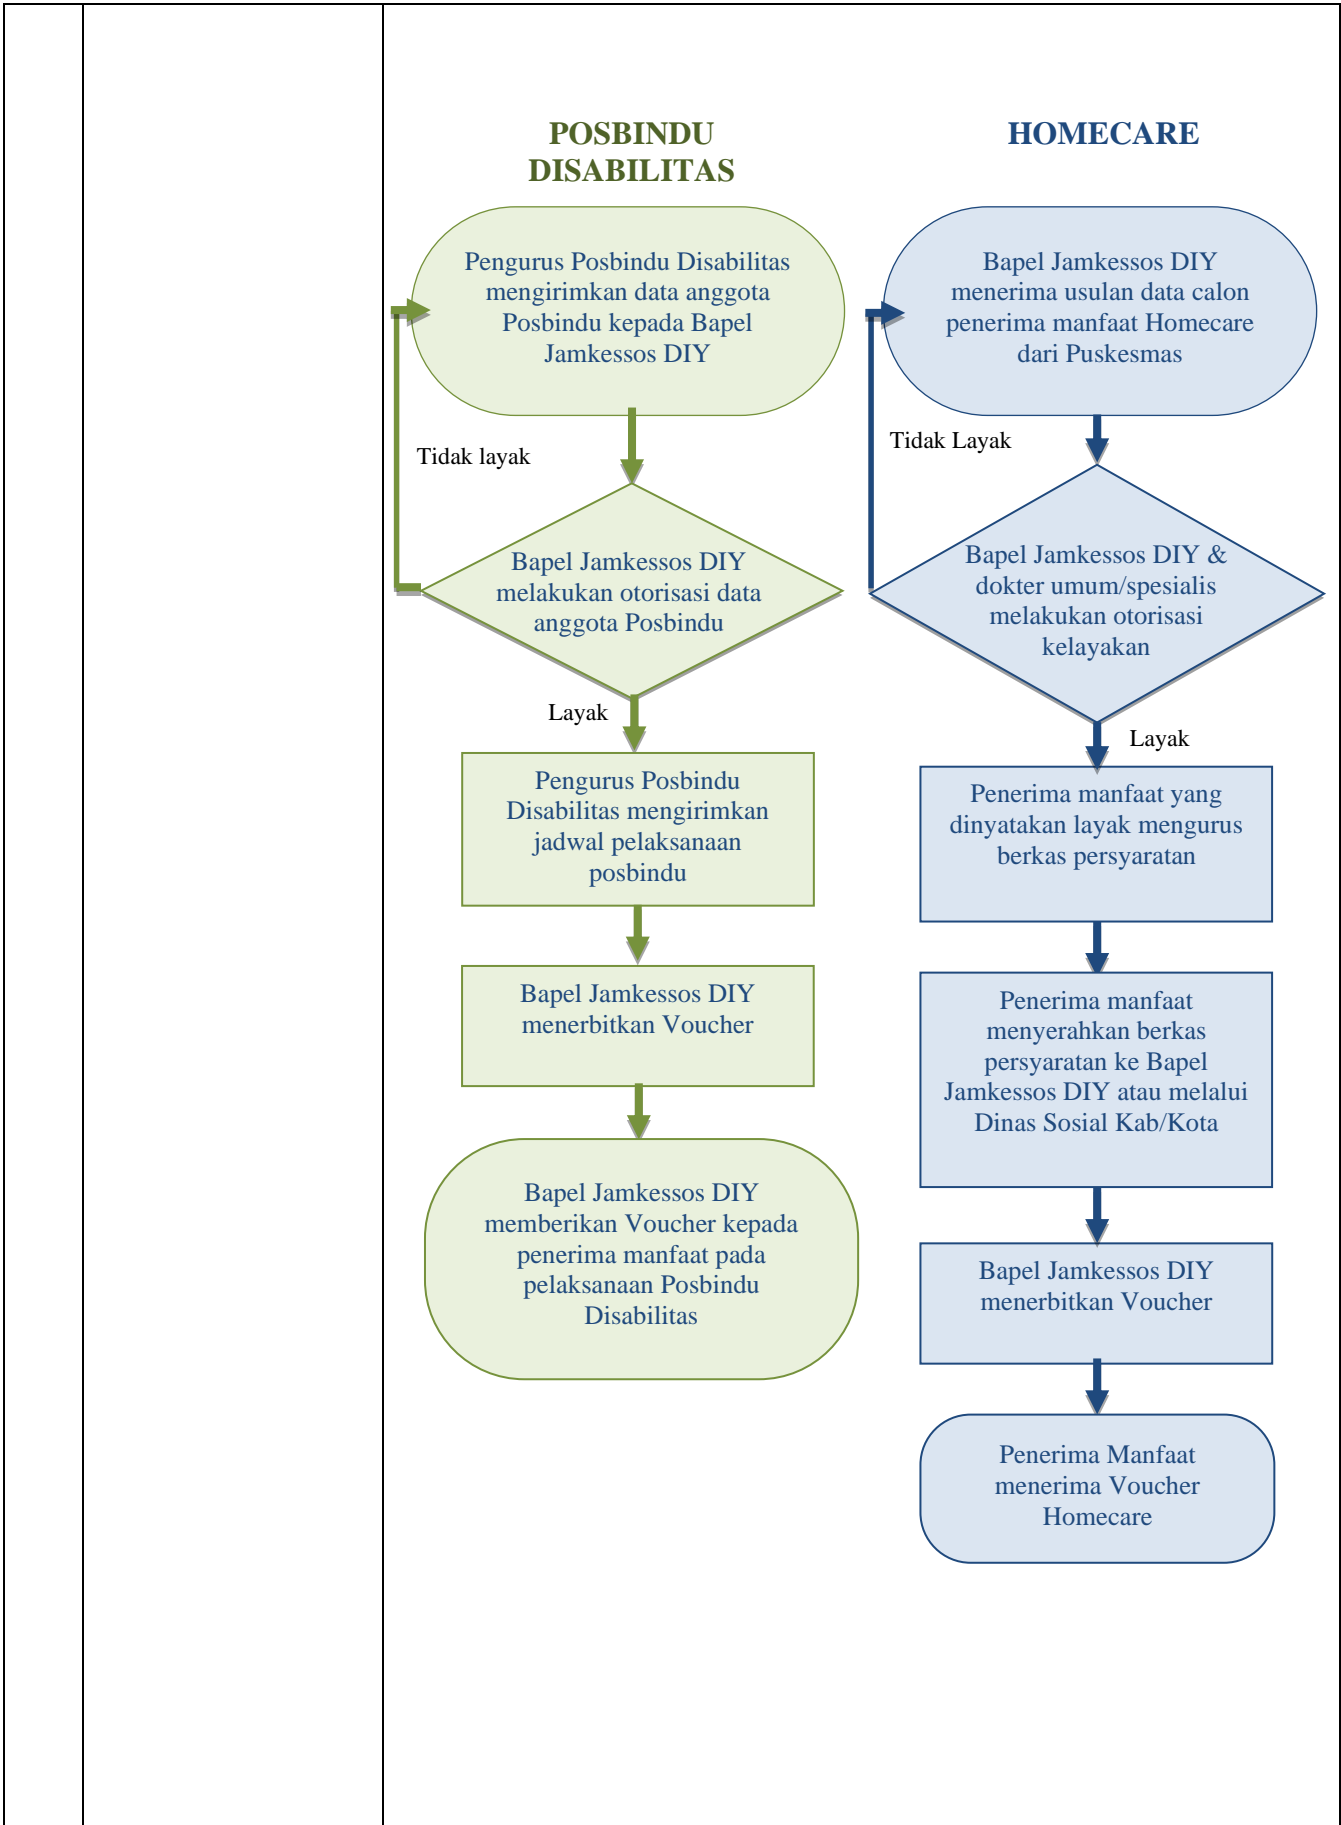 POSBINDU
DISABILITAS
Pengurus Posbindu Disabilitas
mengirimkan data anggota
Posbindu kepada Bapel
Jamkessos DIY
Tidak layak
Bapel Jamkessos DIY
melakukan otorisasi data
anggota Posbindu
Layak
Pengurus Posbindu
Disabilitas mengirimkan
jadwal pelaksanaan
posbindu
Bapel Jamkessos DIY
menerbitkan Voucher
Bapel Jamkessos DIY
memberikan Voucher kepada
penerima manfaat pada
pelaksanaan Posbindu
Disabilitas
HOMECARE
Bapel Jamkessos DIY
menerima usulan data calon
penerima manfaat Homecare
dari Puskesmas
Tidak Layak
Bapel Jamkessos DIY &
dokter umum/spesialis
melakukan otorisasi
kelayakan
Layak
Penerima manfaat yang
dinyatakan layak mengurus
berkas persyaratan
Penerima manfaat
menyerahkan berkas
persyaratan ke Bapel
Jamkessos DIY atau melalui
Dinas Sosial Kab/Kota
Bapel Jamkessos DIY
menerbitkan Voucher
Penerima Manfaat
menerima Voucher
Homecare